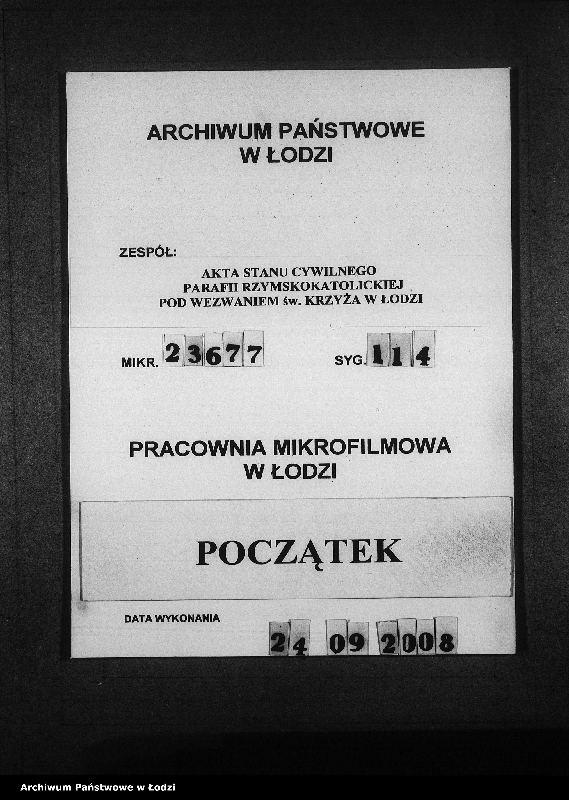 ARCHIWUM PAŃSTWOWE
W ŁODZI
ZESPÓŁ:
AKTA STANU CYWILNEGO
PARAFII RZYMSKOKATOLICKIEJ
POD WEZWANIEM św. KRZYŻA W ŁODZI
MIKR. 23677 SYG. 114
PRACOWNIA MIKROFILMOWA
W ŁODZI
POCZĄTEK
DATA WYKONANIA
24 09 2008
Archiwum Państwowe w Łodzi